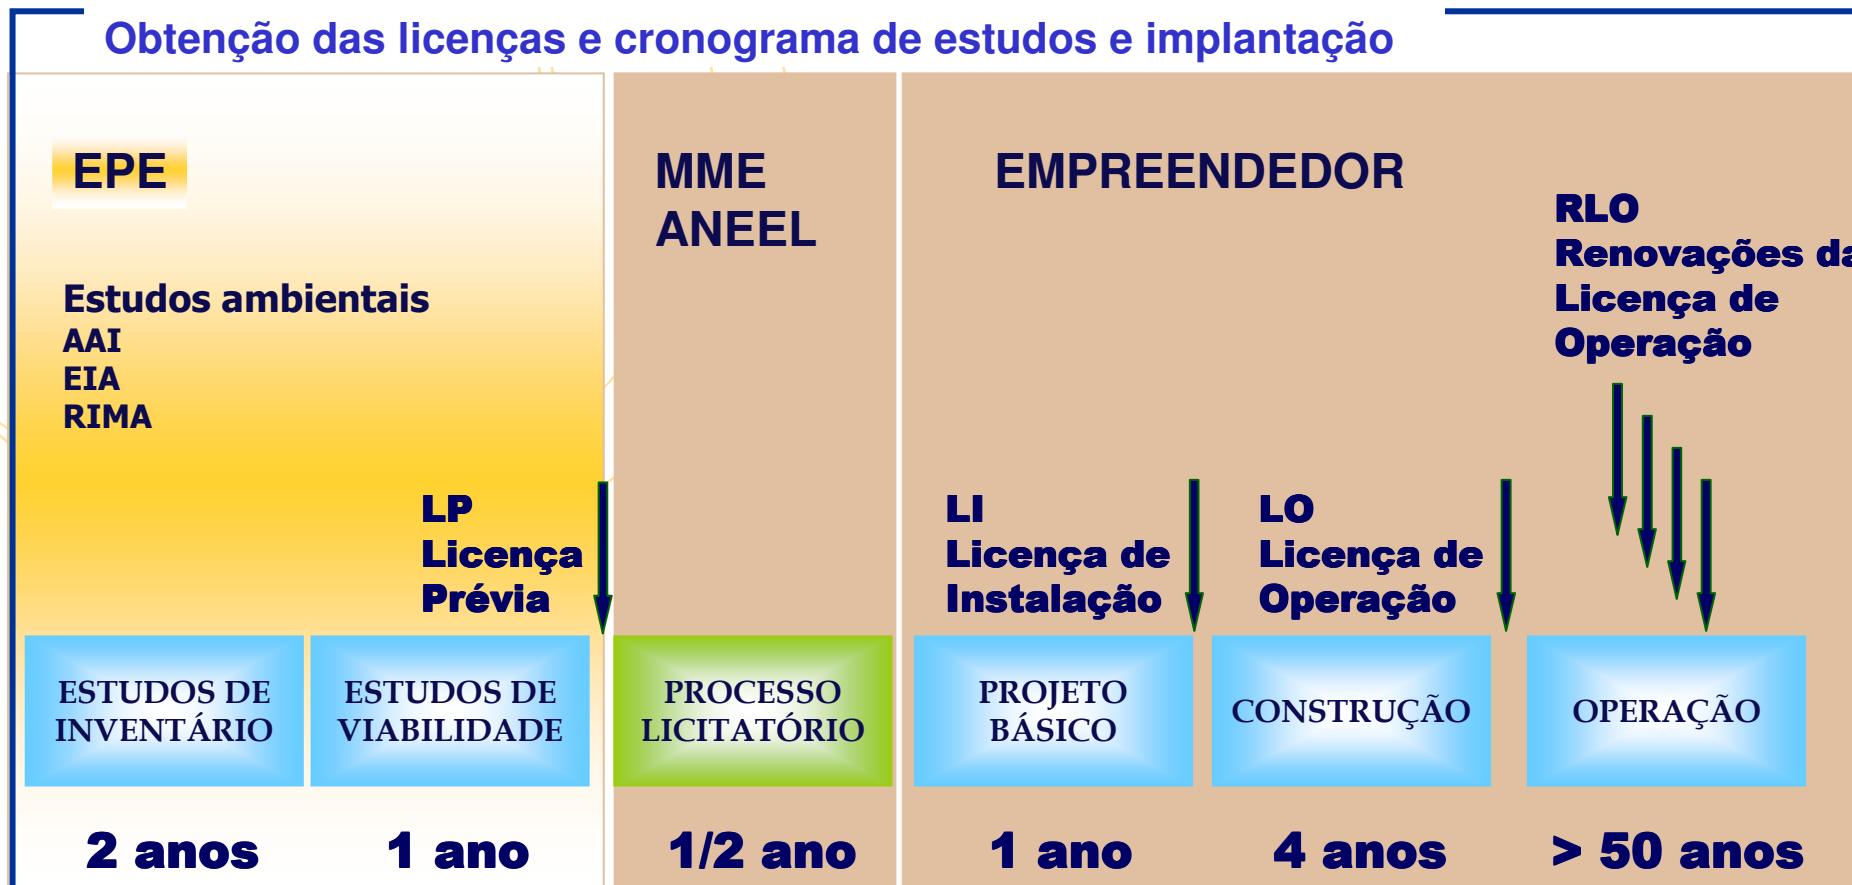 Obtenção das licenças e cronograma de estudos e implantação
EPE
Estudos ambientais
AAI
EIA
RIMA
LP
Licença
Prévia
MME
ANEEL
EMPREENDEDOR
LI
Licença de
Instalação
LO
Licença de
Operação
RLO
Renovações da
Licença de
Operação
ESTUDOS DE
INVENTÁRIO
ESTUDOS DE
VIABILIDADE
PROCESSO
LICITATÓRIO
PROJETO
BÁSICO
CONSTRUÇÃO
OPERAÇÃO
2 anos
1 ano
1/2 ano
1 ano
4 anos
> 50 anos